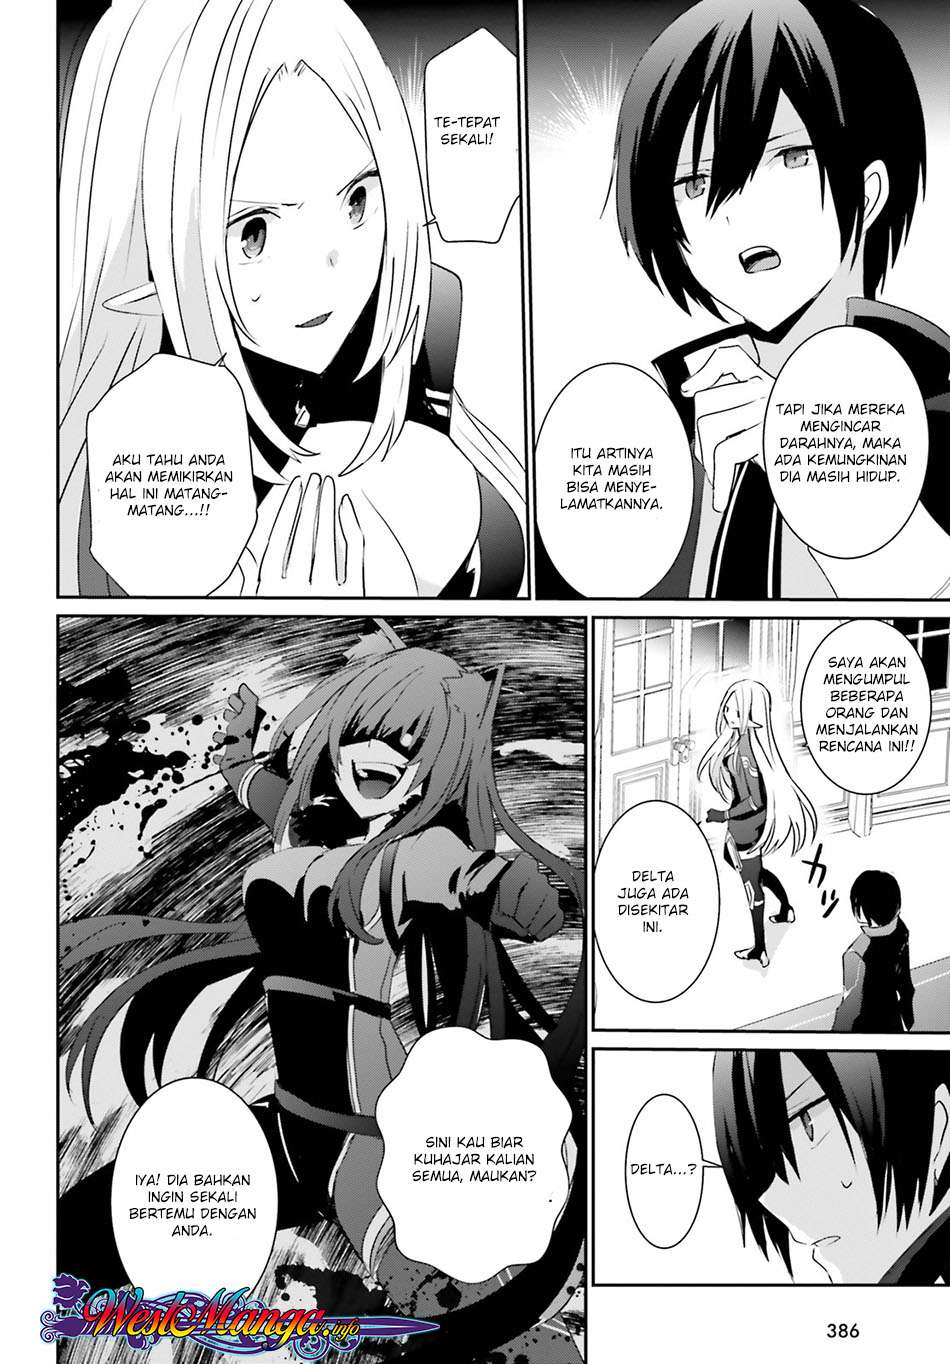 TAPI JIKA MEREKA
MENGINCAR
DARAHNYA, MAKA
ADA KEMUNGKINAN
DIA MASIH HIDUP.
ITU ARTINYA
KITA MASIH
BISA MENYE-
LAMATKANNYA.
TE-TEPAT
SEKALI!
AKU TAHU ANDA
AKAN MEMIKIRKAN
HAL INI MATANG-
MATANG...!!
SAYA AKAN
MENGUMPUL
BEBERAPA
ORANG DAN
MENJALANKAN
RENCANA INI!!
カッ
DELTA
JUGA ADA
DISEKITAR
INI.
DELTA...?
SINI KAU BIAR
KUHAJAR KALIAN
SEMUA, MAUKAN?
IYA! DIA BAHKAN
INGIN SEKALI
BERTEMU DENGAN
ANDA.
WestManga.info
386